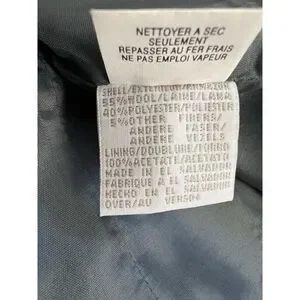 NETTOYER A SEC
SEULEMENT
REPASSER AU FER FRAIS
NE PAS EMPLOI VAPEUR
SHELL/EXTERIEUR/ARMAZON
55%WOOL/LAINE/LANA
40%POLYESTER/POLIESTER
5%OTHER FIBERS/
ANDERE FASER/
ANDERE VEZELS
LINING/DOUBLURE/FORRO
100%ACETATE/ACETATO
MADE IN EL SALVADOR
FABRIQUE A EL SALVADOR
HECHO EN EL SALVADOR
OVER/AU VERSO